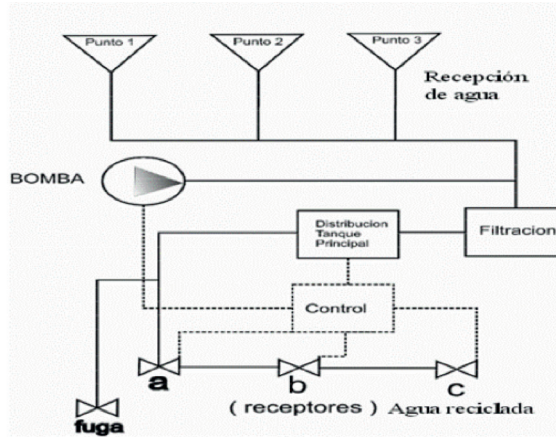 Punto 1
Punto 2
Punto 3
Recepción
de agua
BOMBA
Distribucion
Tanque
Principal
Filtracion
Control
a
b
c
( receptores ) Agua reciclada
fuga